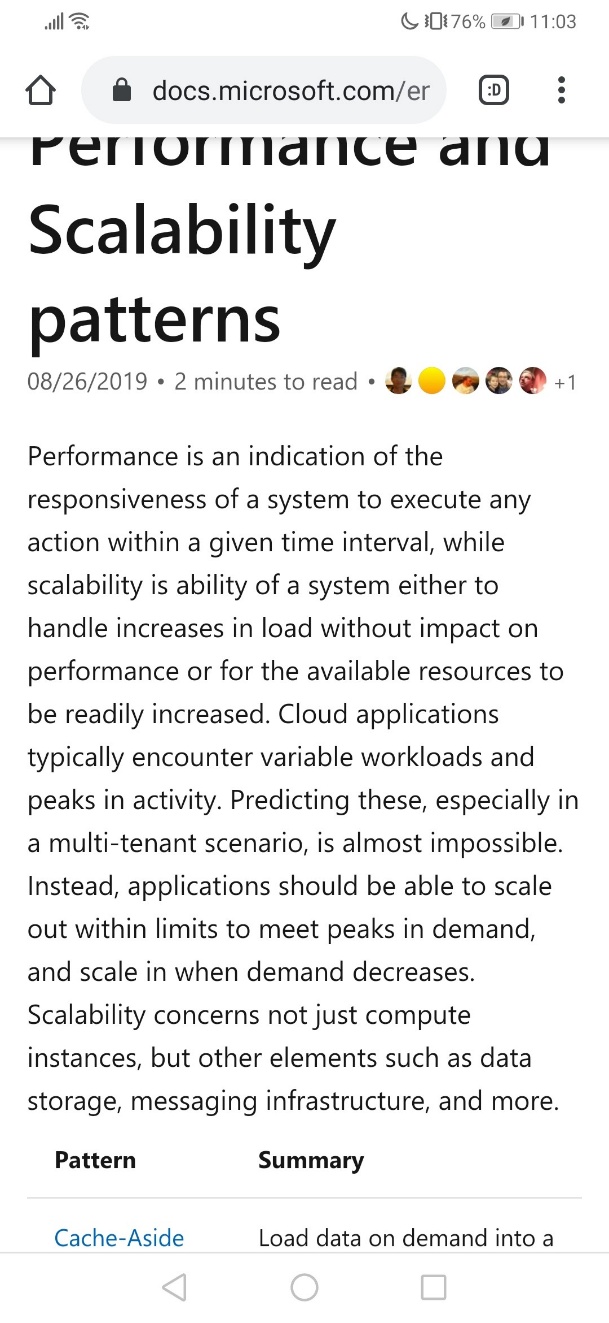 76% 11:03
docs.microsoft.com/er
:D
Performance and
Scalability
patterns
08/26/2019 • 2 minutes to read • +1
Performance is an indication of the
responsiveness of a system to execute any
action within a given time interval, while
scalability is ability of a system either to
handle increases in load without impact on
performance or for the available resources to
be readily increased. Cloud applications
typically encounter variable workloads and
peaks in activity. Predicting these, especially in
a multi-tenant scenario, is almost impossible.
Instead, applications should be able to scale
out within limits to meet peaks in demand,
and scale in when demand decreases.
Scalability concerns not just compute
instances, but other elements such as data
storage, messaging infrastructure, and more.
Pattern Summary
Cache-Aside Load data on demand into a